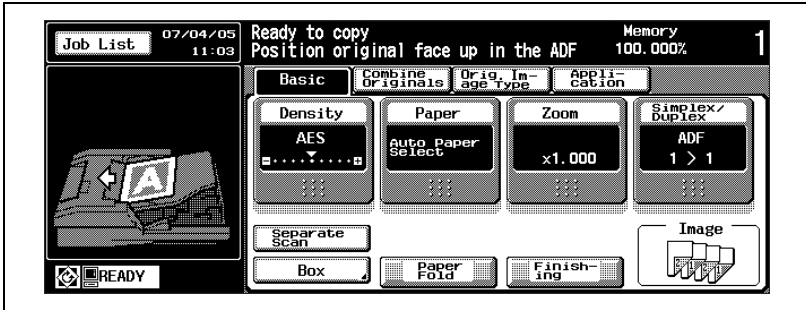 Job List
07/04/05
11:03
Ready to copy
Position original face up in the ADF
Memory
100.000%
1
Basic
Combine
Originals
Orig. Im-
age Type
Appli-
cation
Density
AES
Paper
Auto Paper
Select
Zoom
×1.000
Simplex/
Duplex
ADF
1 > 1
A
Separate
Scan
Box
Paper
Fold
Finish-
ing
Image
READY